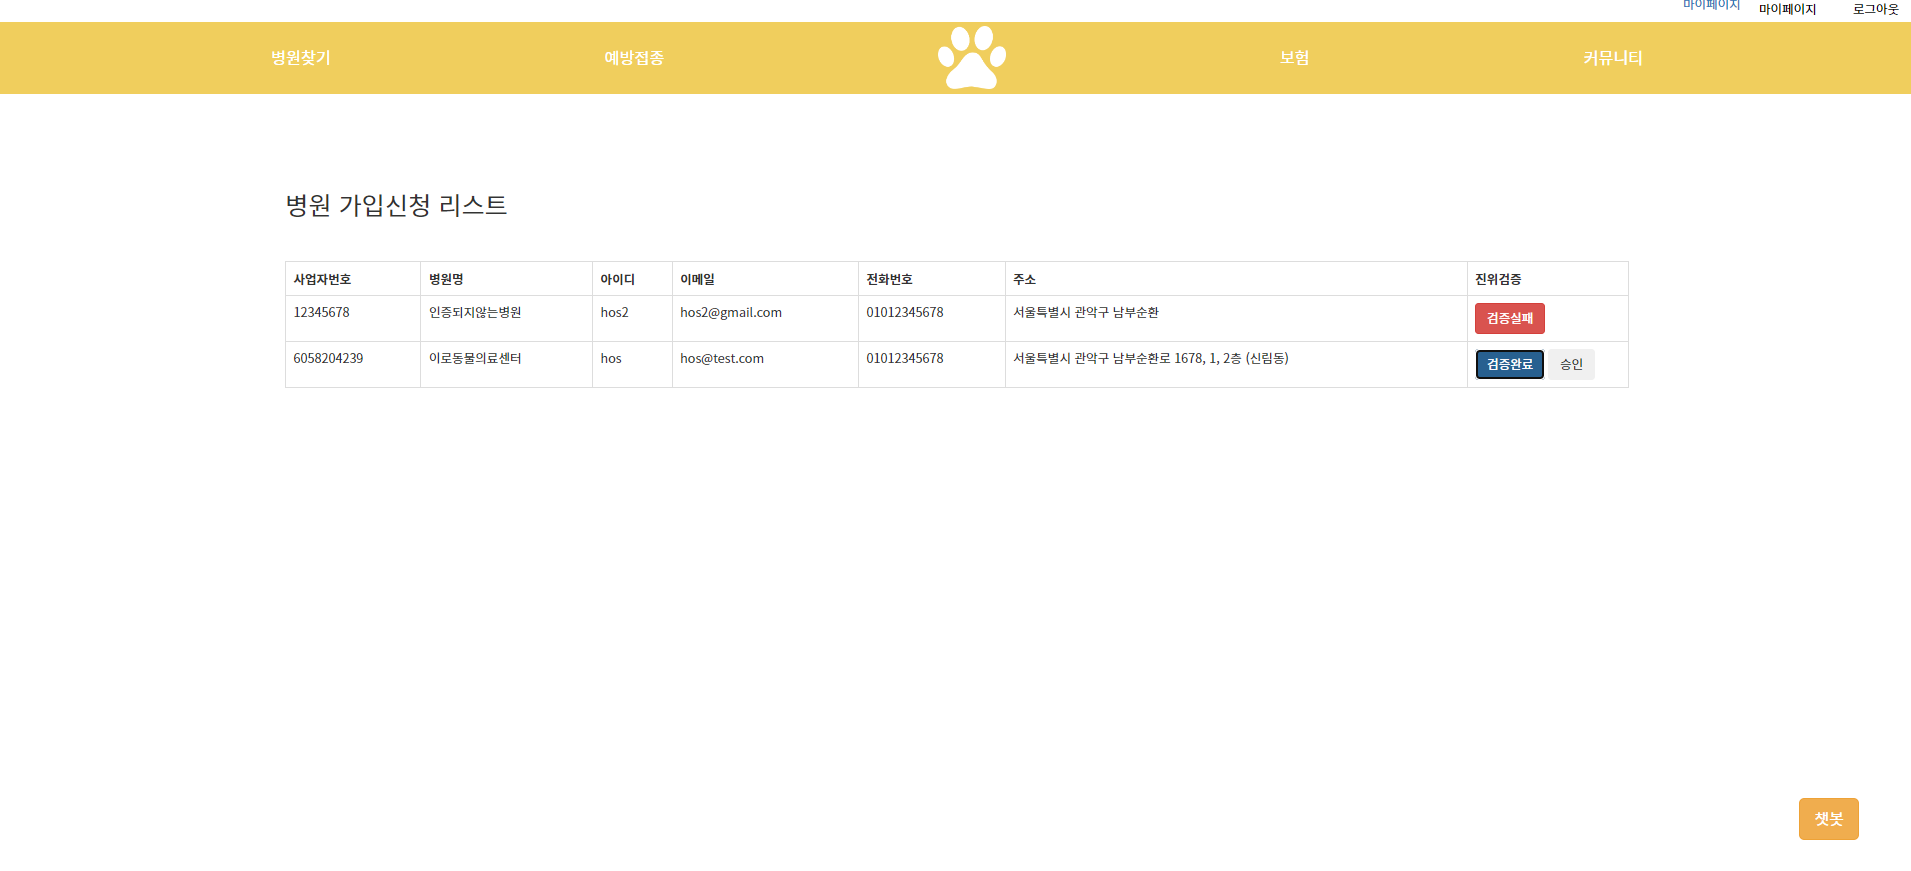 마이페이지 마이페이지 로그아웃
병원찾기 예방접종 보험 커뮤니티
병원 가입신청 리스트
사업자번호 병원명 아이디 이메일 전화번호 주소 진위검증
12345678 인증되지않는병원 hos2 hos2@gmail.com 01012345678 서울특별시 관악구 남부순환 검증실패
6058204239 이로동물의료센터 hos hos@test.com 01012345678 서울특별시 관악구 남부순환로 1678, 1, 2층 (신림동) 검증완료 승인
챗봇